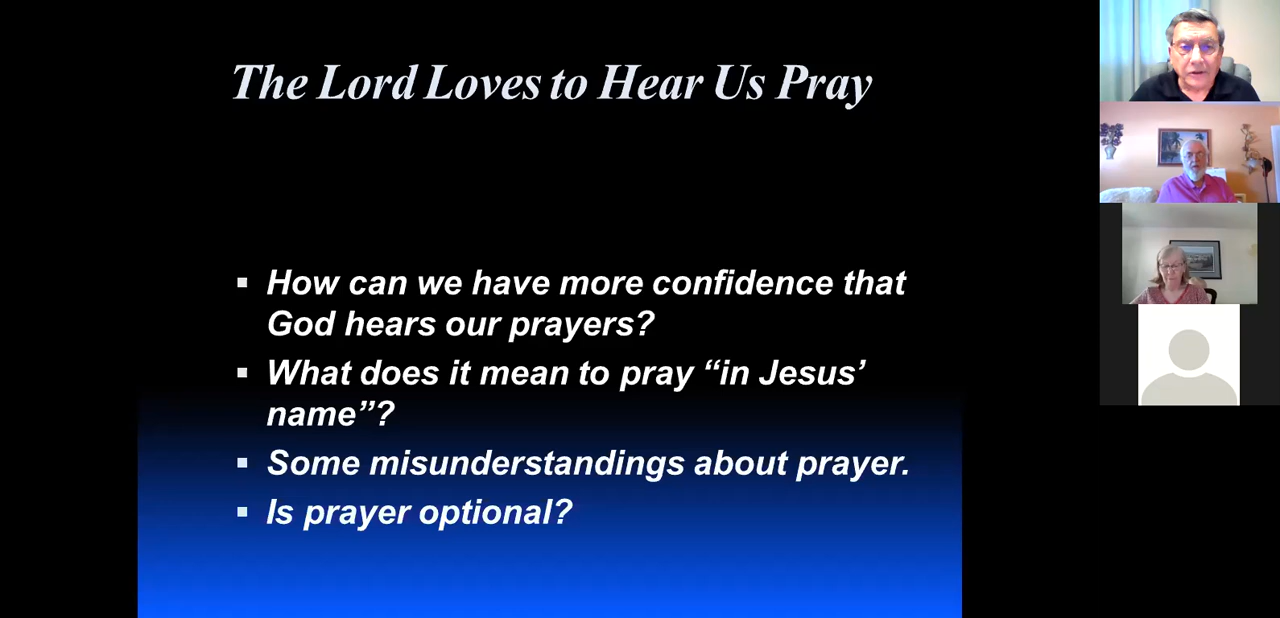 The Lord Loves to Hear Us Pray
▪ How can we have more confidence that
God hears our prayers?
▪ What does it mean to pray “in Jesus’
name”?
▪ Some misunderstandings about prayer.
▪ Is prayer optional?